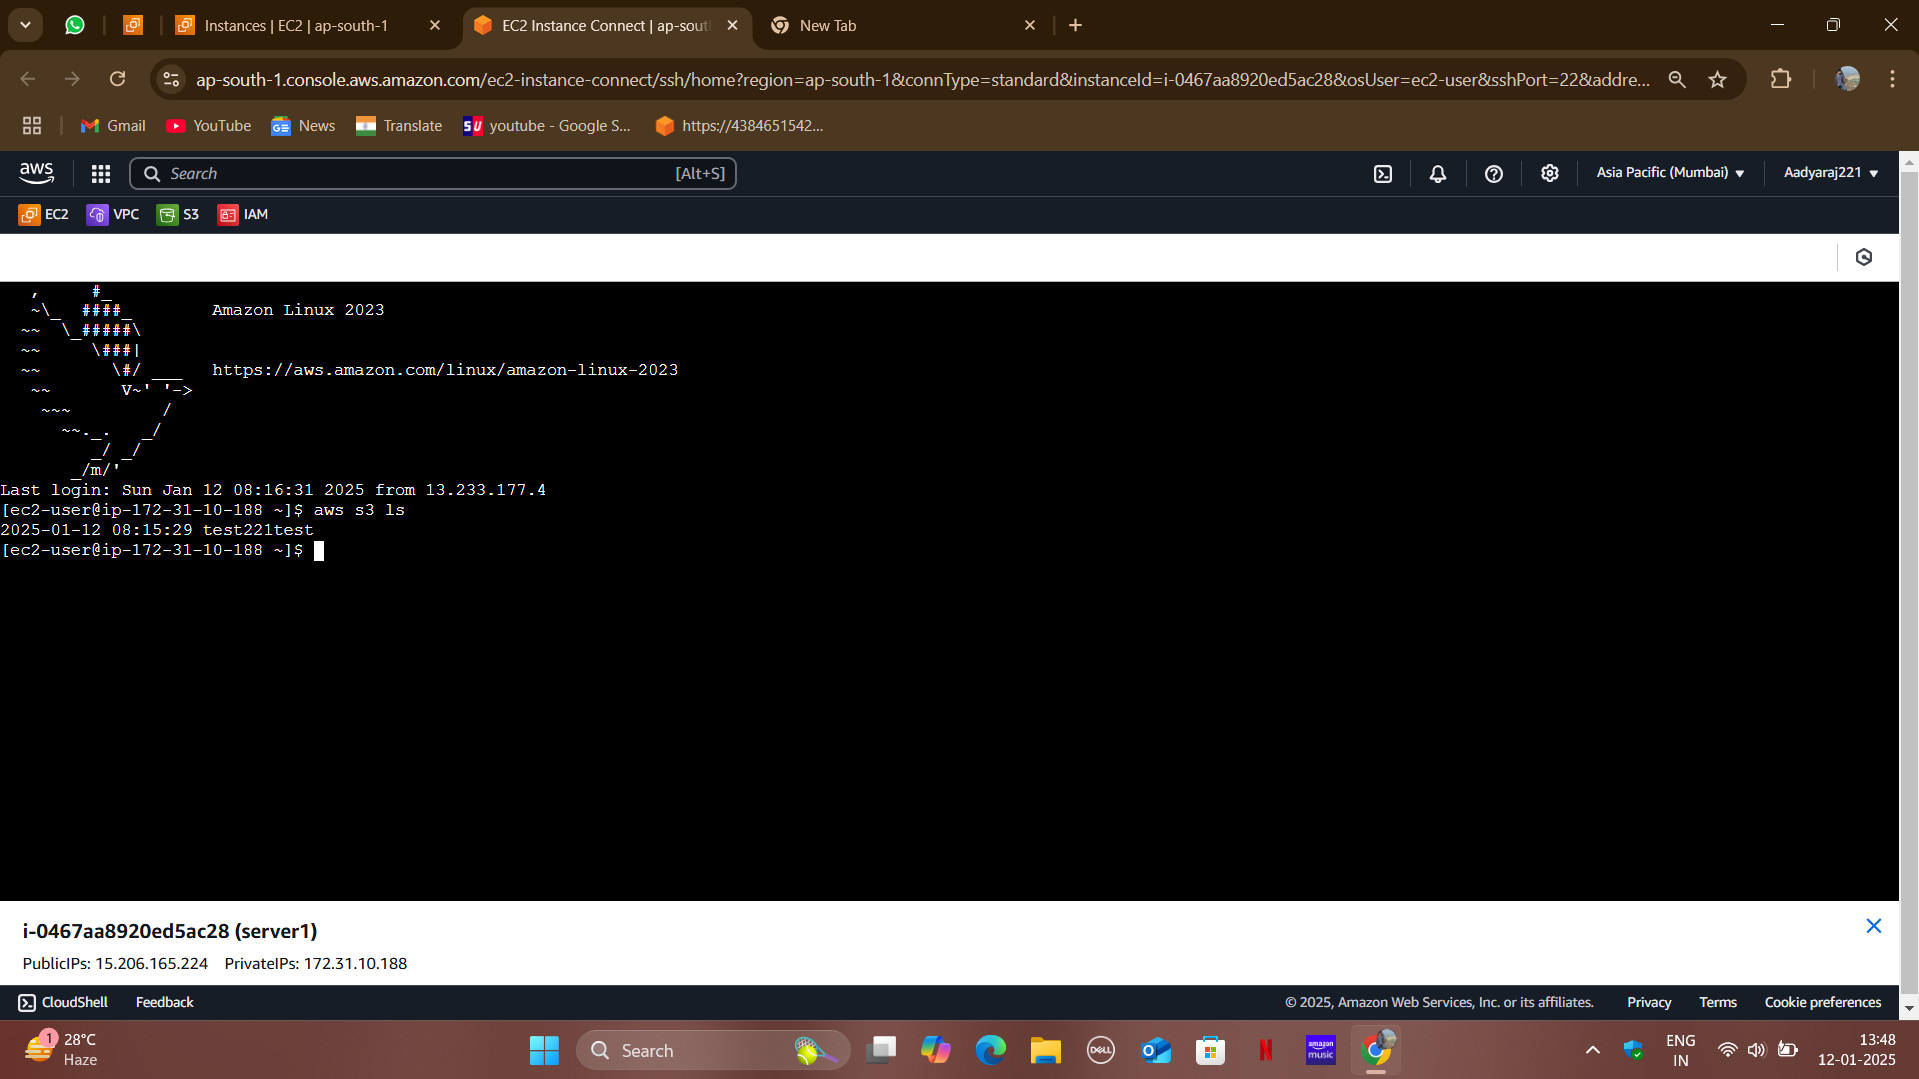 Instances | EC2 | ap-south-1
EC2 Instance Connect | ap-sout
New Tab
ap-south-1.console.aws.amazon.com/ec2-instance-connect/ssh/home?region=ap-south-1&connType=standard&instanceId=i-0467aa8920ed5ac28&osUser=ec2-user&sshPort=22&addre...
Gmail
YouTube
News
Translate
SU
youtube - Google S...
https://4384651542...
aws
Search
[Alt+S]
Asia Pacific (Mumbai)
Aadyaraj221
EC2
VPC
S3
IAM
   ,     #_
   ~\_  ####_        Amazon Linux 2023
  ~~  \_#####\
  ~~     \###|
  ~~       \#/ ___   https://aws.amazon.com/linux/amazon-linux-2023
   ~~       V~' '->
    ~~~         /
      ~~._.   _/
         _/ _/
       _/m/'
Last login: Sun Jan 12 08:16:31 2025 from 13.233.177.4
[ec2-user@ip-172-31-10-188 ~]$ aws s3 ls
2025-01-12 08:15:29 test221test
[ec2-user@ip-172-31-10-188 ~]$
i-0467aa8920ed5ac28 (server1)
PublicIPs: 15.206.165.224 PrivateIPs: 172.31.10.188
CloudShell
Feedback
© 2025, Amazon Web Services, Inc. or its affiliates.
Privacy
Terms
Cookie preferences
1
28°C
Haze
Search
DELL
N
amazon music
ENG
IN
13:48
12-01-2025